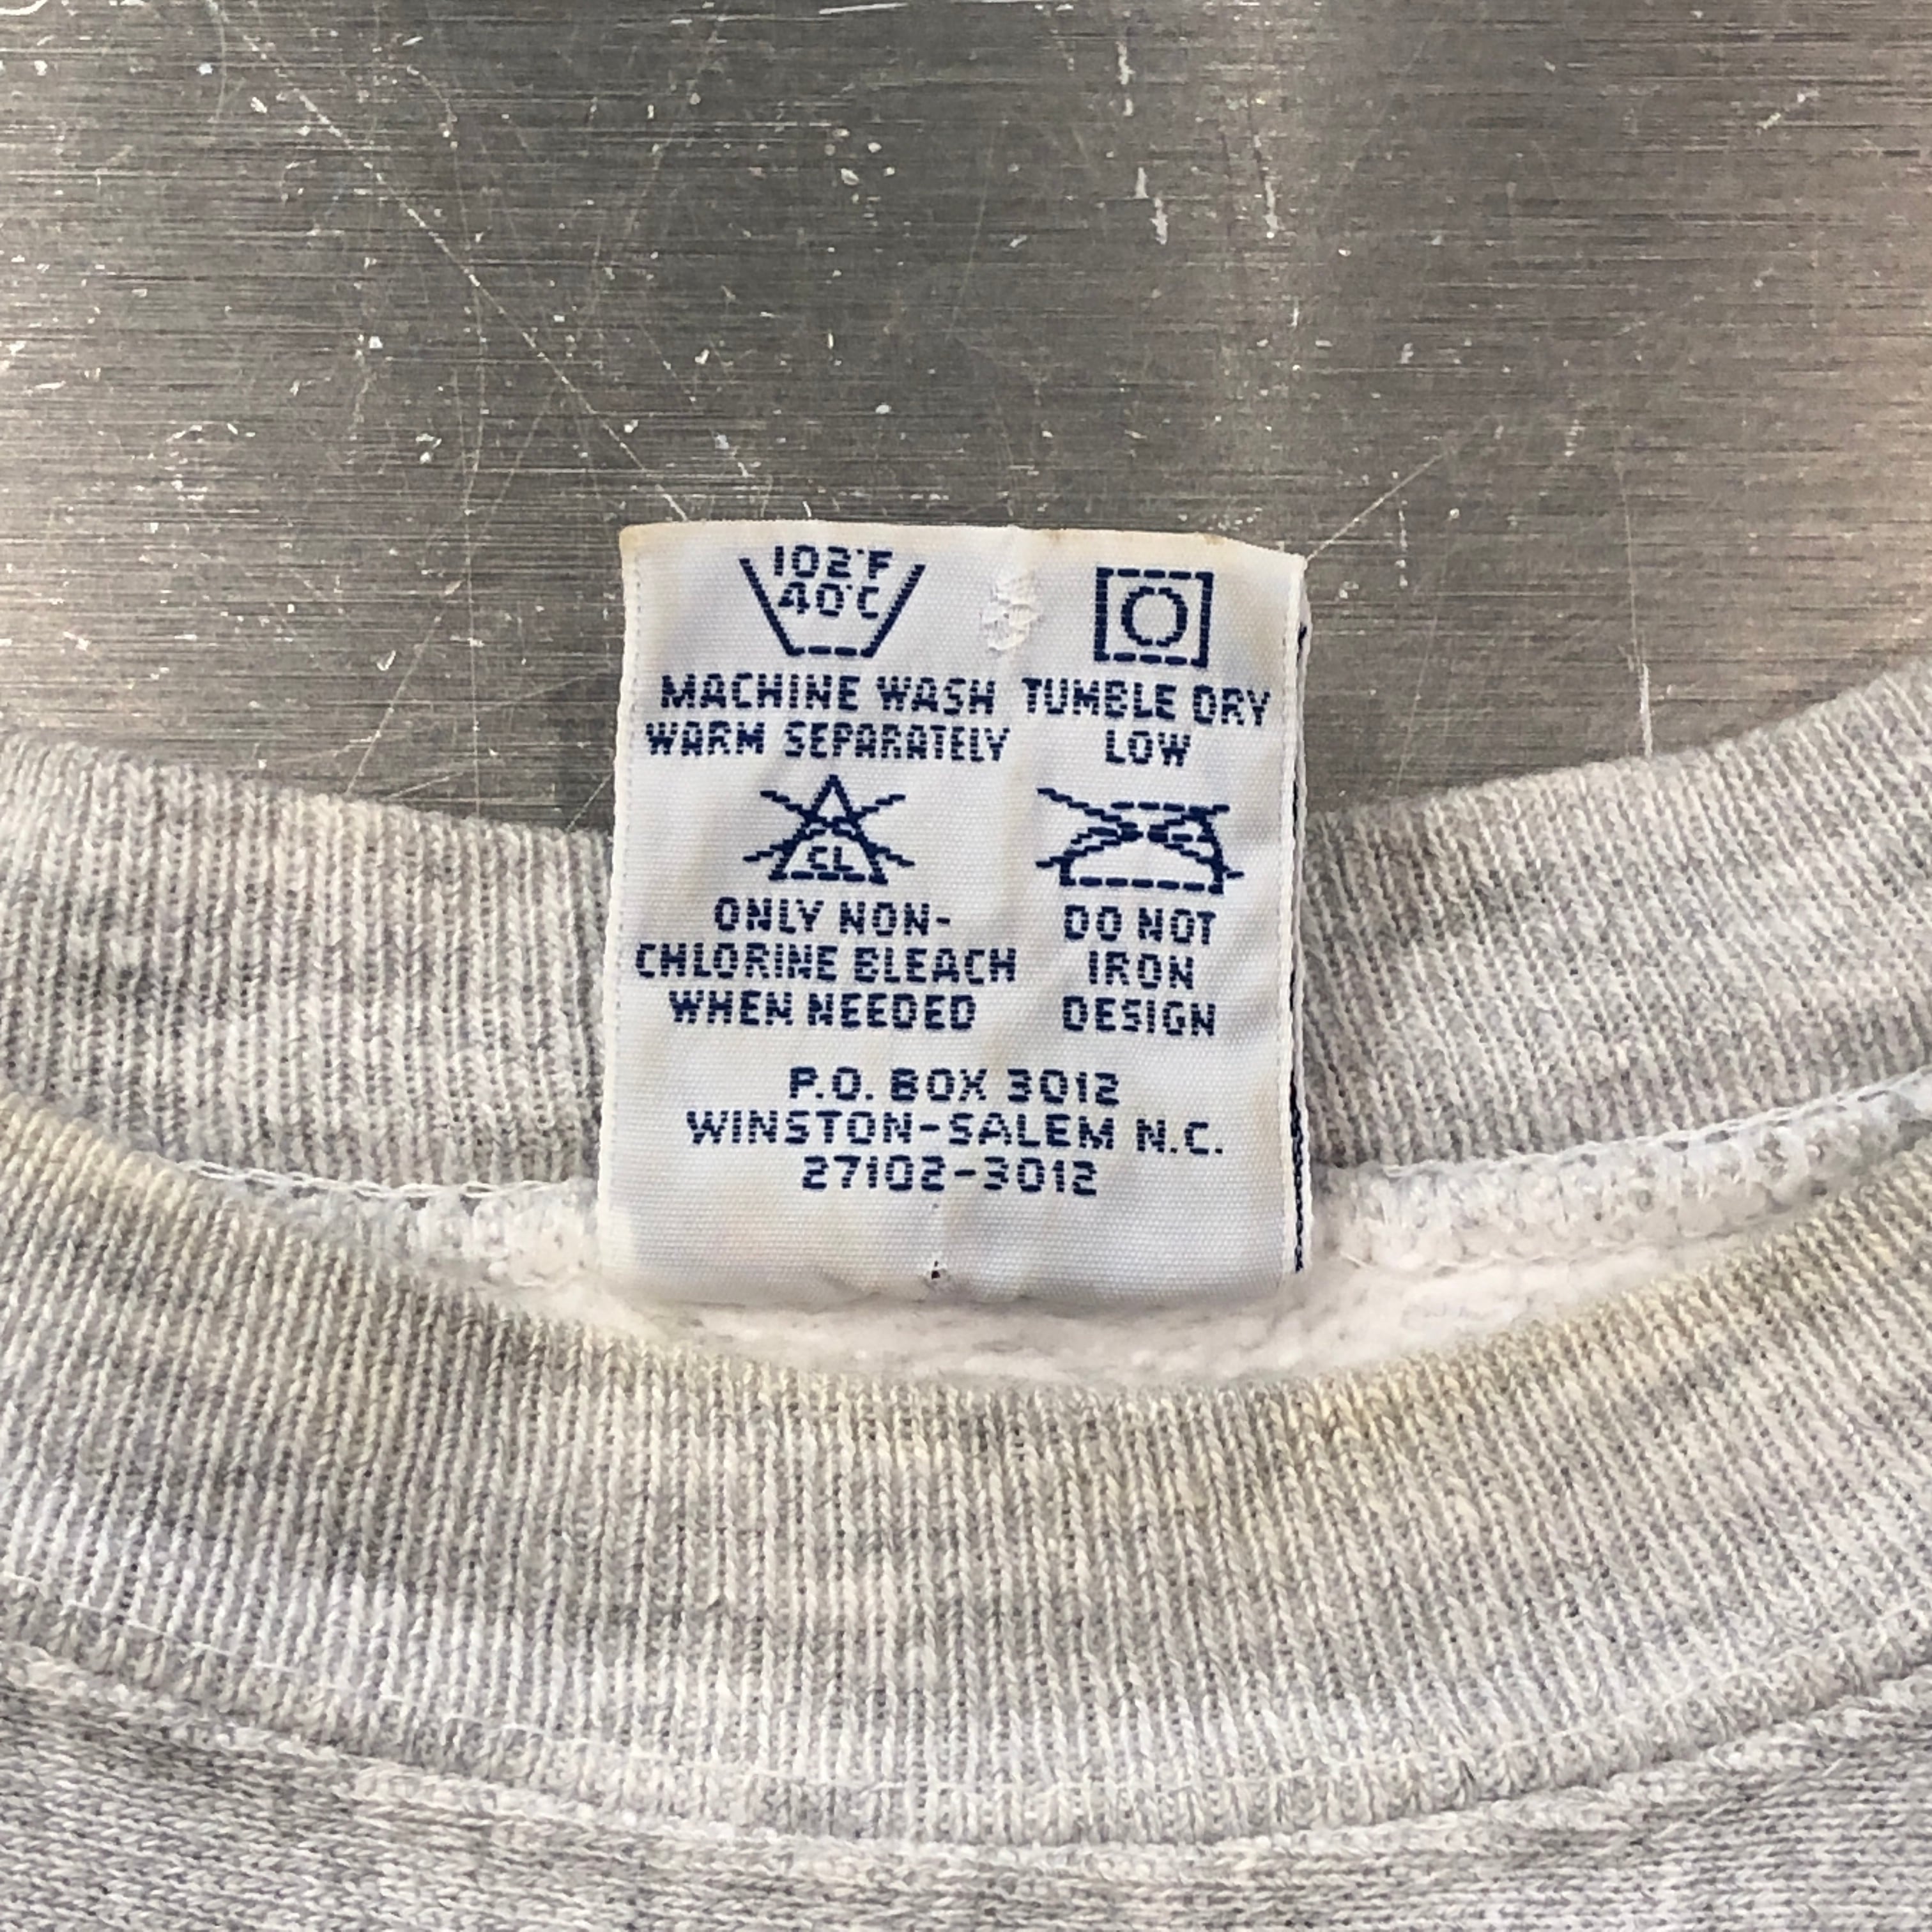 102°F
40°C
MACHINE WASH
WARM SEPARATELY
TUMBLE DRY
LOW
CL
ONLY NON-
CHLORINE BLEACH
WHEN NEEDED
DO NOT
IRON
DESIGN
P.O. BOX 3012
WINSTON-SALEM N.C.
27102-3012